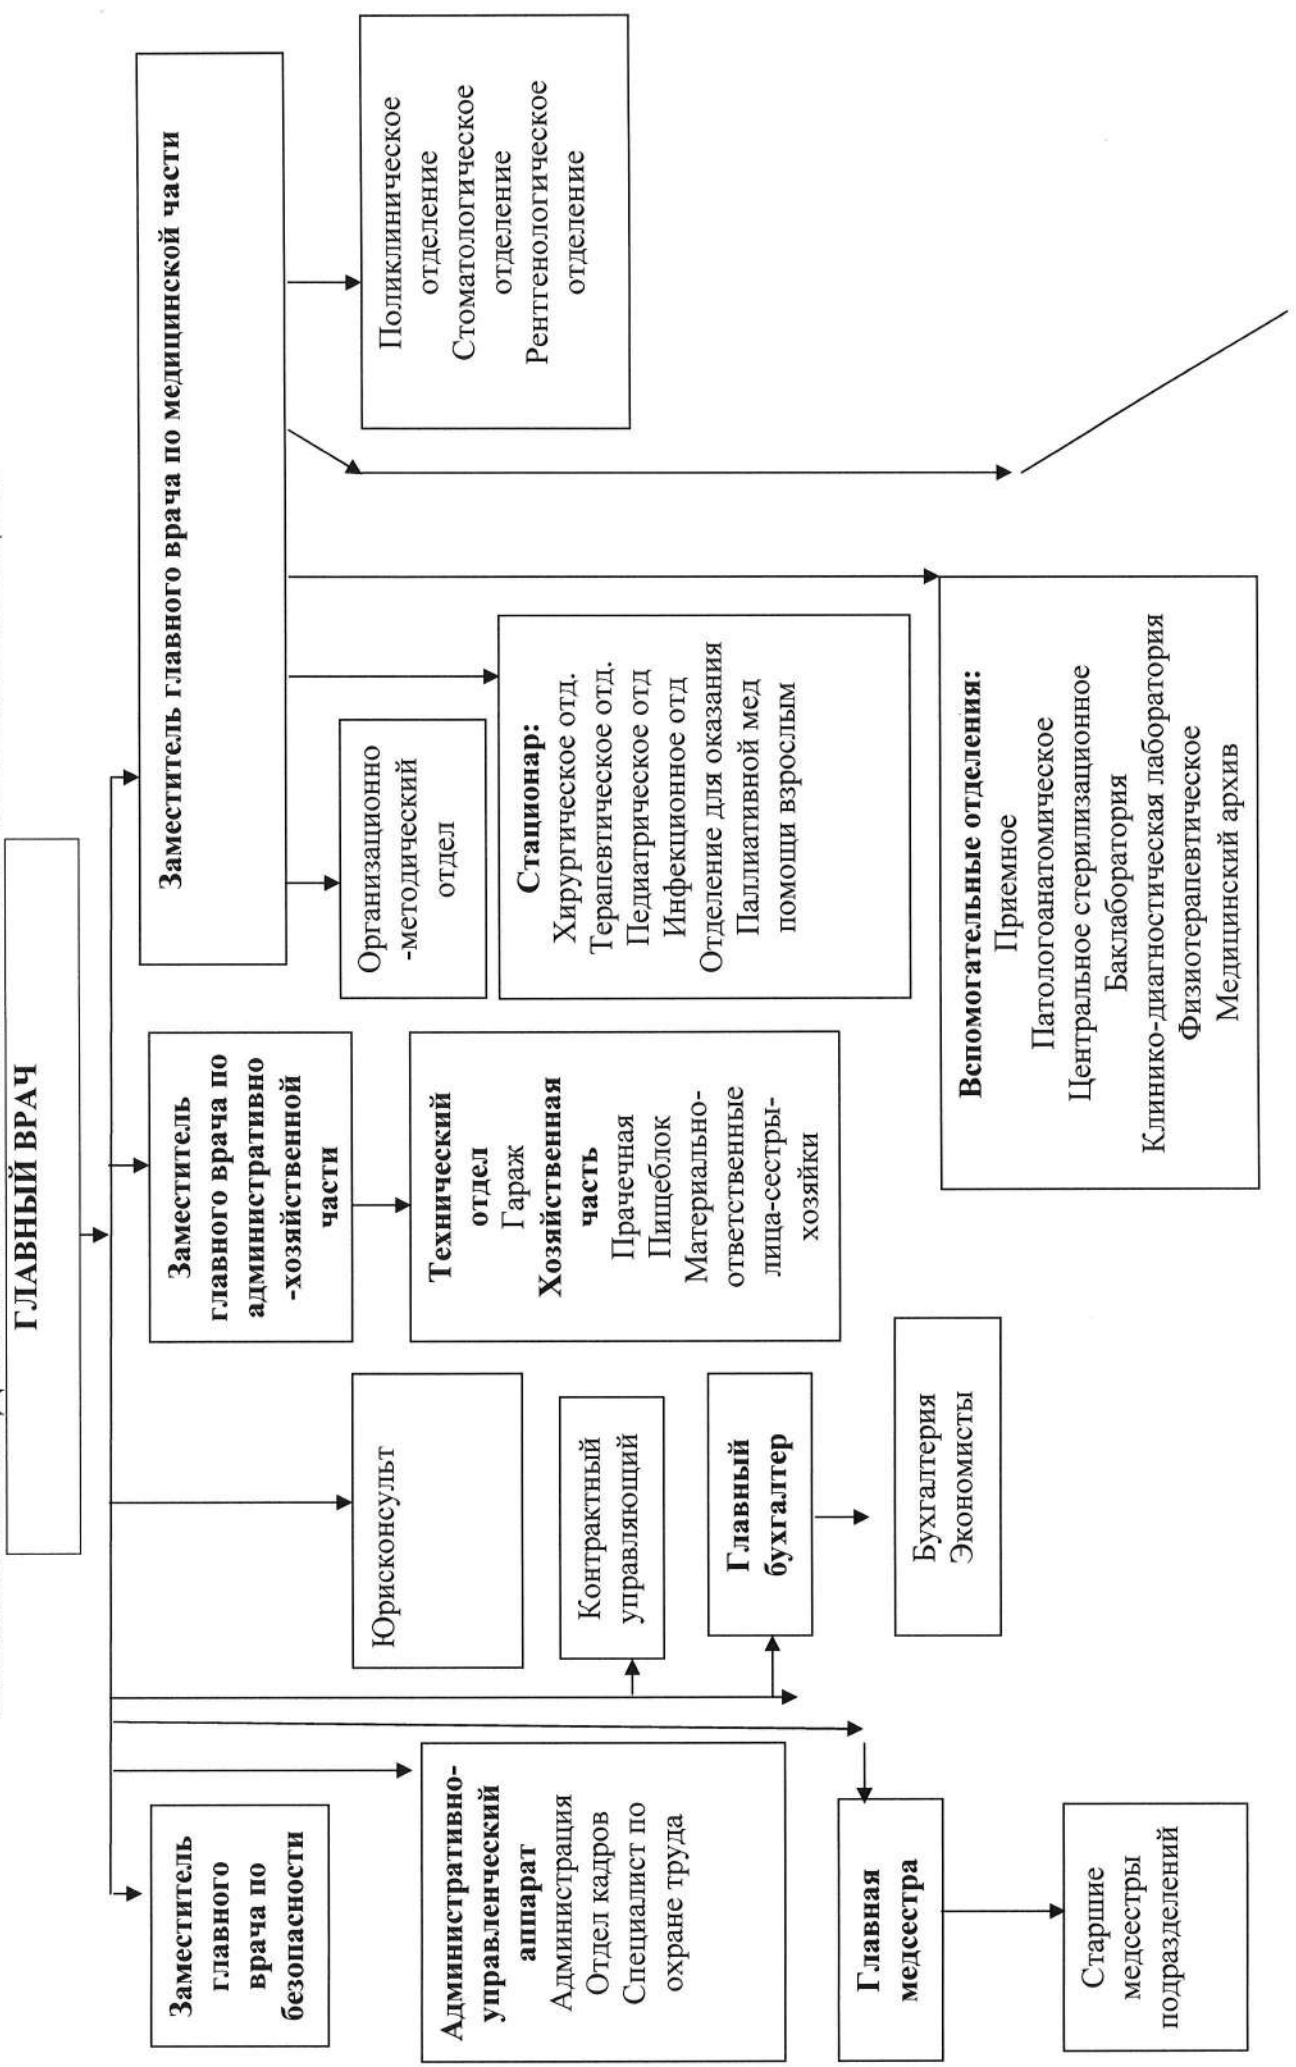 ГЛАВНЫЙ ВРАЧ
Заместитель
главного
врача по
безопасности
Заместитель
главного врача по
административно
-хозяйственной
части
Заместитель главного врача по медицинской части
Административно-
управленческий
аппарат
Администрация
Отдел кадров
Специалист по
охране труда
Юрисконсульт
Контрактный
управляющий
Главный
бухгалтер
Бухгалтерия
Экономисты
Технический
отдел
Гараж
Хозяйственная
часть
Прачечная
Пищеблок
Материально-
ответственные
лица-сестры-
хозяйки
Организационно
-методический
отдел
Поликлиническое
отделение
Стоматологическое
отделение
Рентгенологическое
отделение
Стационар:
Хирургическое отд.
Терапевтическое отд.
Педиатрическое отд
Инфекционное отд
Отделение для оказания
Паллиативной мед
помощи взрослым
Главная
медсестра
Старшие
медсестры
подразделений
Вспомогательные отделения:
Приемное
Патологоанатомическое
Центральное стерилизационное
Баклаборатория
Клинико-диагностическая лаборатория
Физиотерапевтическое
Медицинский архив